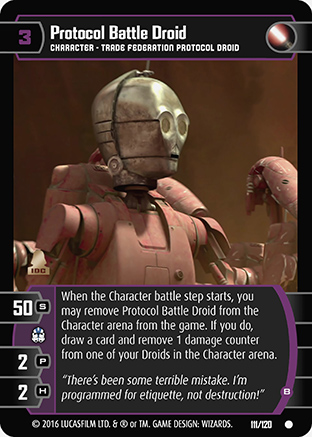 3 Protocol Battle Droid
CHARACTER - TRADE FEDERATION PROTOCOL DROID
IDC
50 S
2 P
2 H
When the Character battle step starts, you
may remove Protocol Battle Droid from the
Character arena from the game. If you do,
draw a card and remove 1 damage counter
from one of your Droids in the Character arena.
“There’s been some terrible mistake. I’m
programmed for etiquette, not destruction!”
B
© 2016 LUCASFILM LTD. & ® or TM. GAME DESIGN: WIZARDS. 111/120